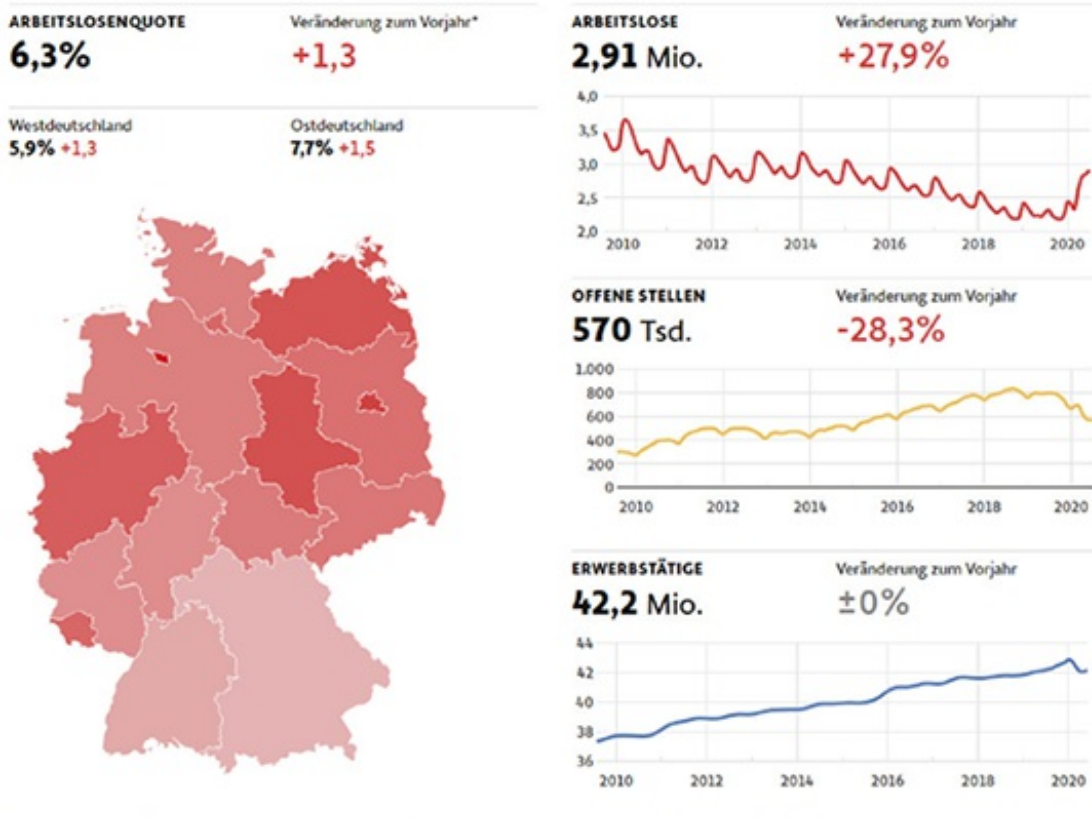 ARBEITSLOSENQUOTE
Veränderung zum Vorjahr*
6,3%
+1,3
Westdeutschland
Ostdeutschland
5,9% +1,3
7,7% +1,5
ARBEITSLOSE
Veränderung zum Vorjahr
2,91 Mio.
+27,9%
4,0
3,5
3,0
2,5
2,0
2010 2012 2014 2016 2018 2020
OFFENE STELLEN
Veränderung zum Vorjahr
570 Tsd.
-28,3%
1.000
800
600
400
200
0
2010 2012 2014 2016 2018 2020
ERWERBSTÄTIGE
Veränderung zum Vorjahr
42,2 Mio.
±0%
44
42
40
38
36
2010 2012 2014 2016 2018 2020